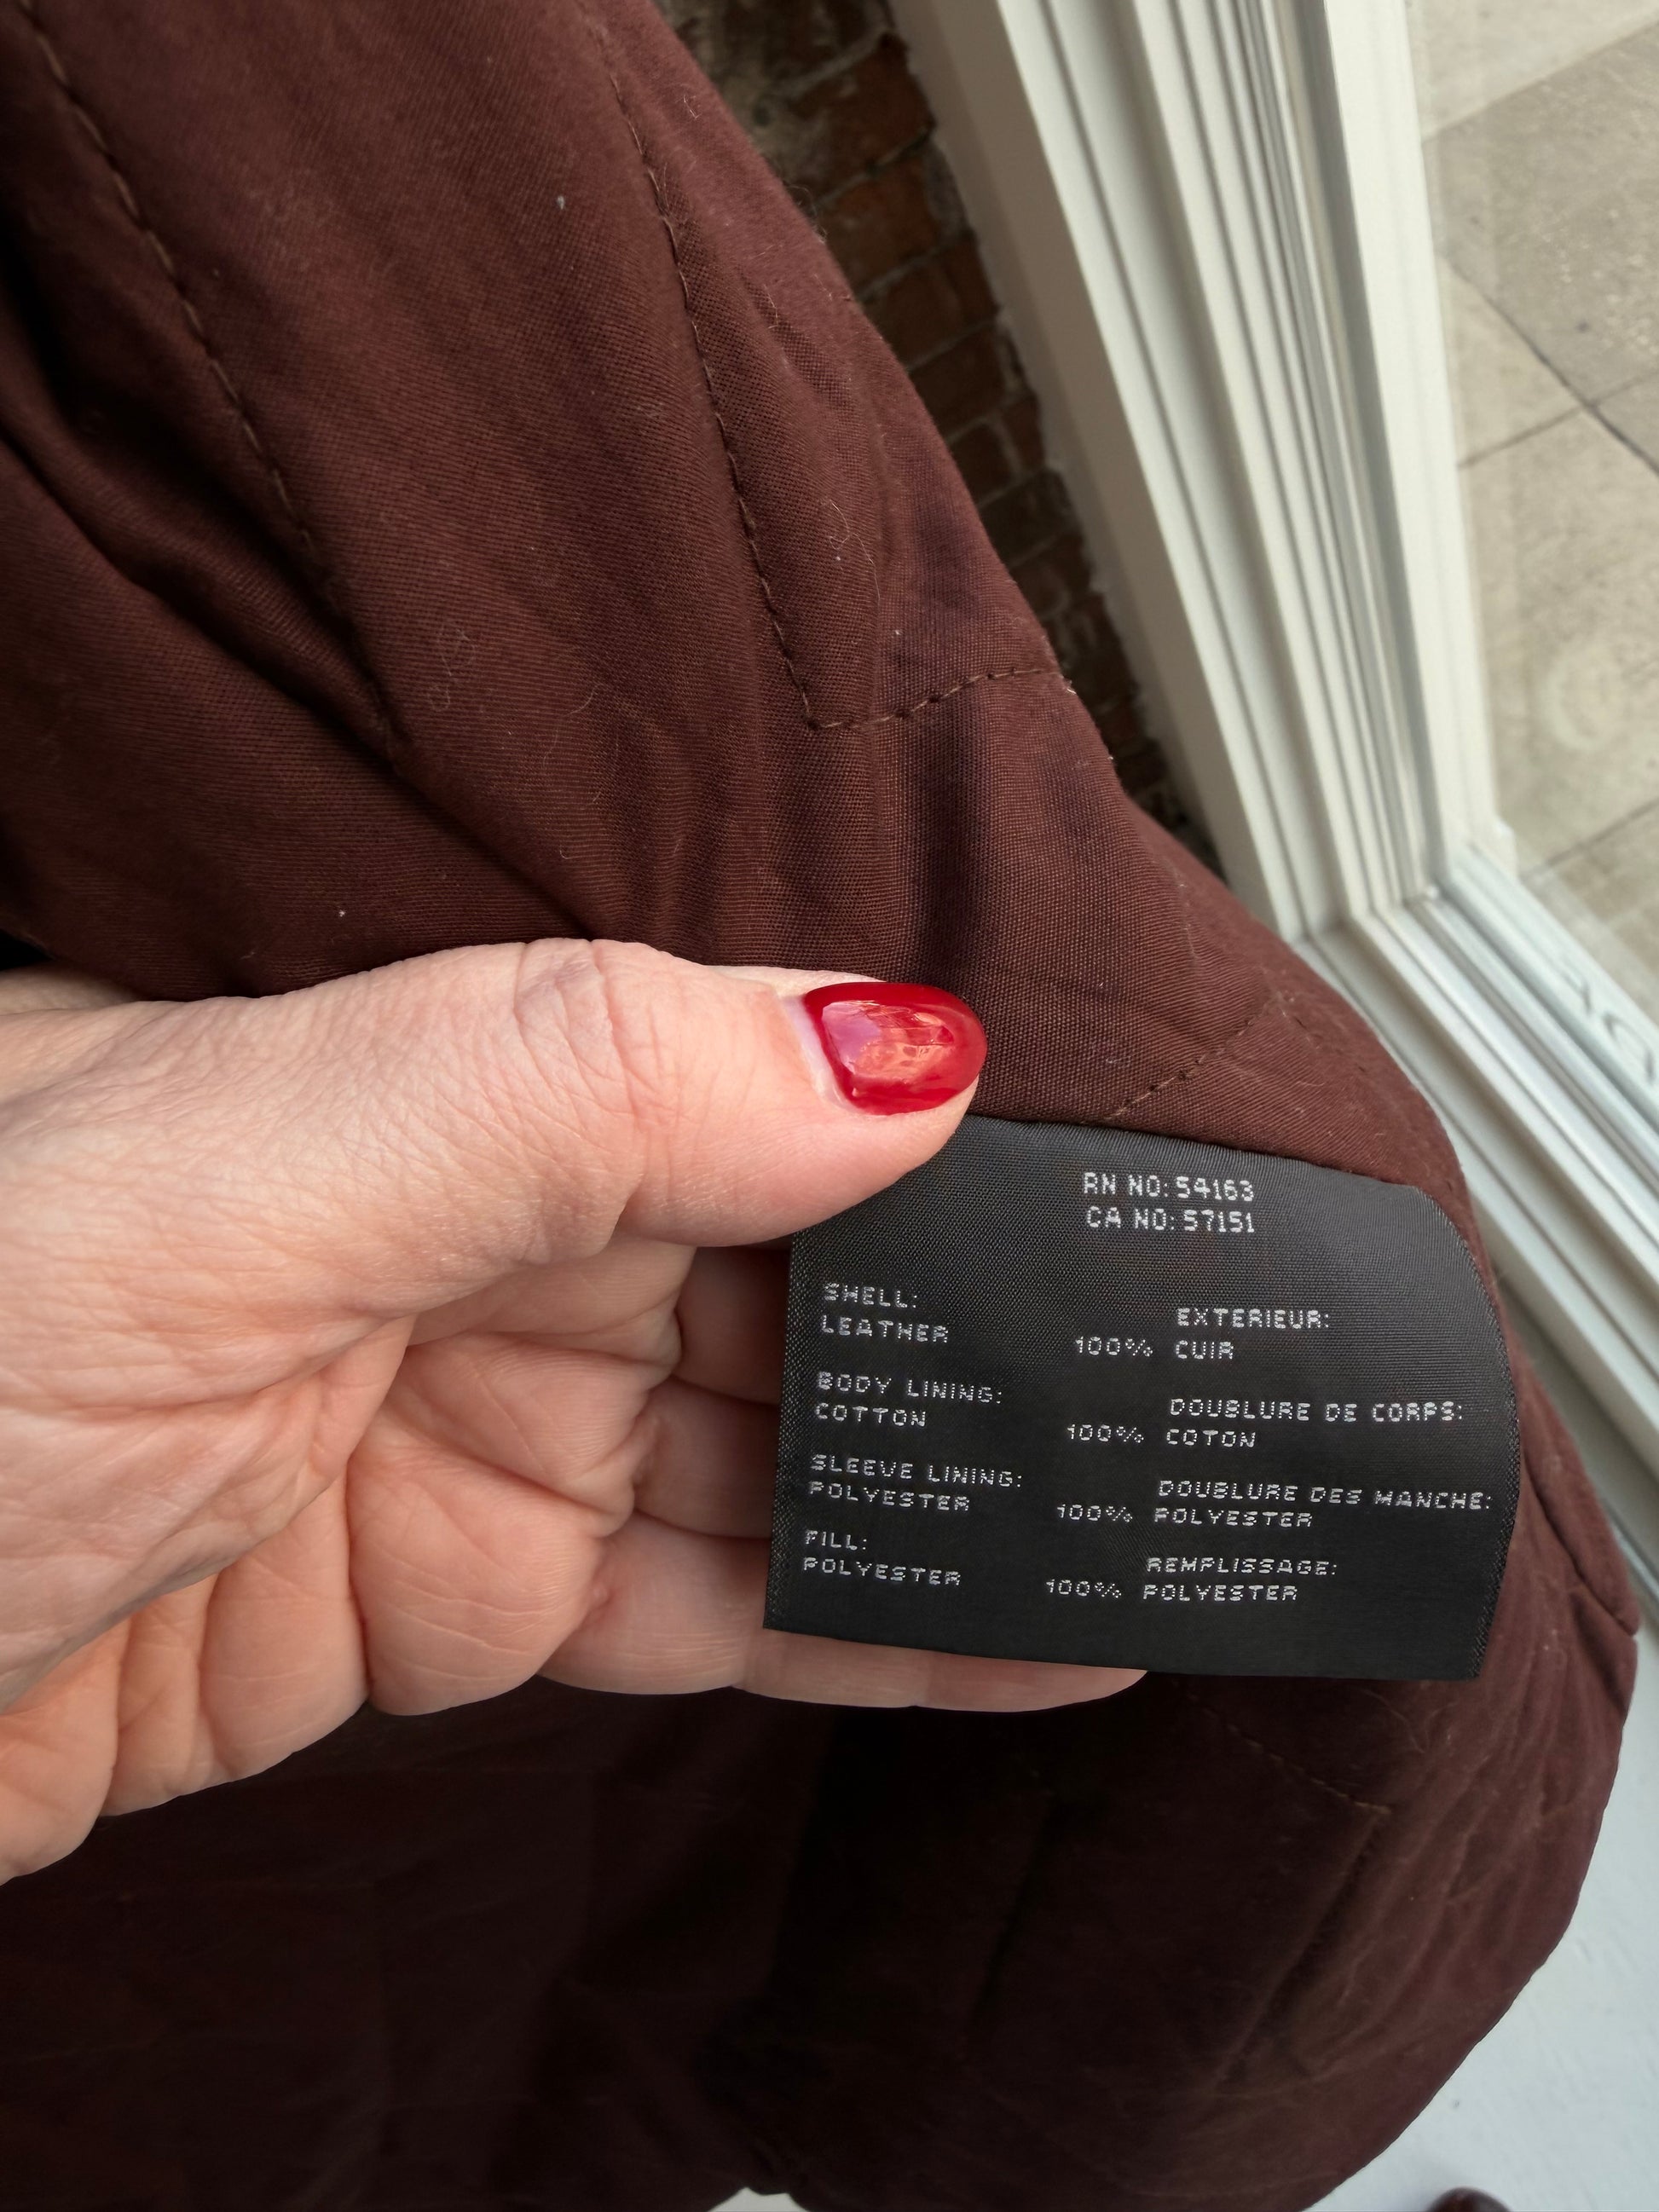 RN NO: 54163
CA NO: 57151
SHELL:
LEATHER 100%
BODY LINING:
COTTON 100%
SLEEVE LINING:
POLYESTER 100%
FILL:
POLYESTER 100%
EXTERIEUR:
CUIR
DOUBLURE DE CORPS:
COTON
DOUBLURE DES MANCHE:
POLYESTER
REMPLISSAGE:
POLYESTER